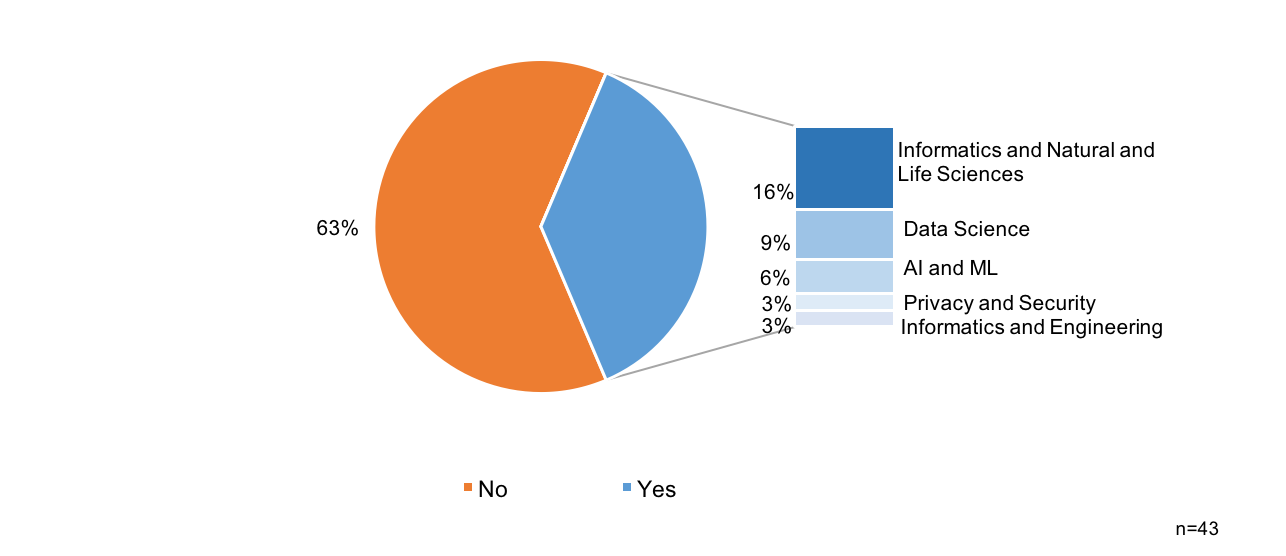 63%
16%
Informatics and Natural and
Life Sciences
9%
Data Science
6%
AI and ML
3%
Privacy and Security
3%
Informatics and Engineering
No
Yes
n=43